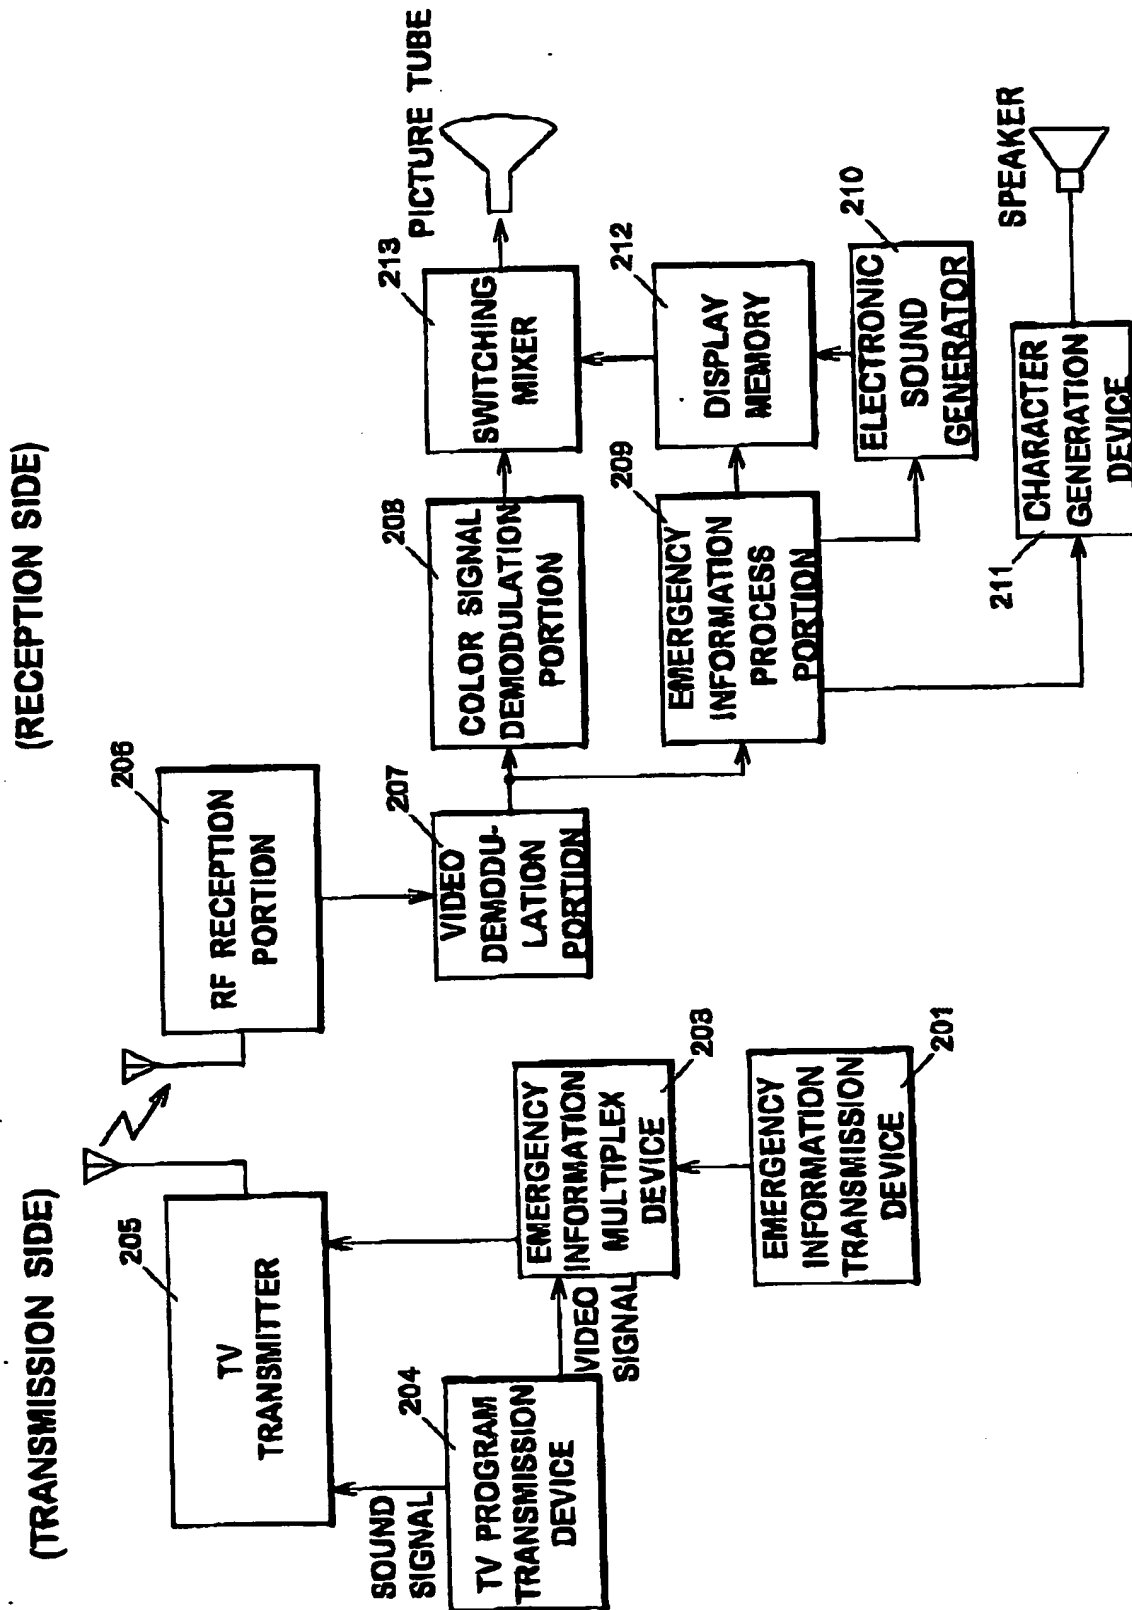 (TRANSMISSION SIDE)
(RECEPTION SIDE)
205
TV
TRANSMITTER
SOUND
SIGNAL
204
TV PROGRAM
TRANSMISSION
DEVICE
VIDEO
SIGNAL
203
EMERGENCY
INFORMATION
MULTIPLEX
DEVICE
201
EMERGENCY
INFORMATION
TRANSMISSION
DEVICE
206
RF RECEPTION
PORTION
207
VIDEO
DEMODU-
LATION
PORTION
208
COLOR SIGNAL
DEMODULATION
PORTION
209
EMERGENCY
INFORMATION
PROCESS
PORTION
213
SWITCHING
MIXER
PICTURE TUBE
212
DISPLAY
MEMORY
210
ELECTRONIC
SOUND
GENERATOR
211
CHARACTER
GENERATION
DEVICE
SPEAKER